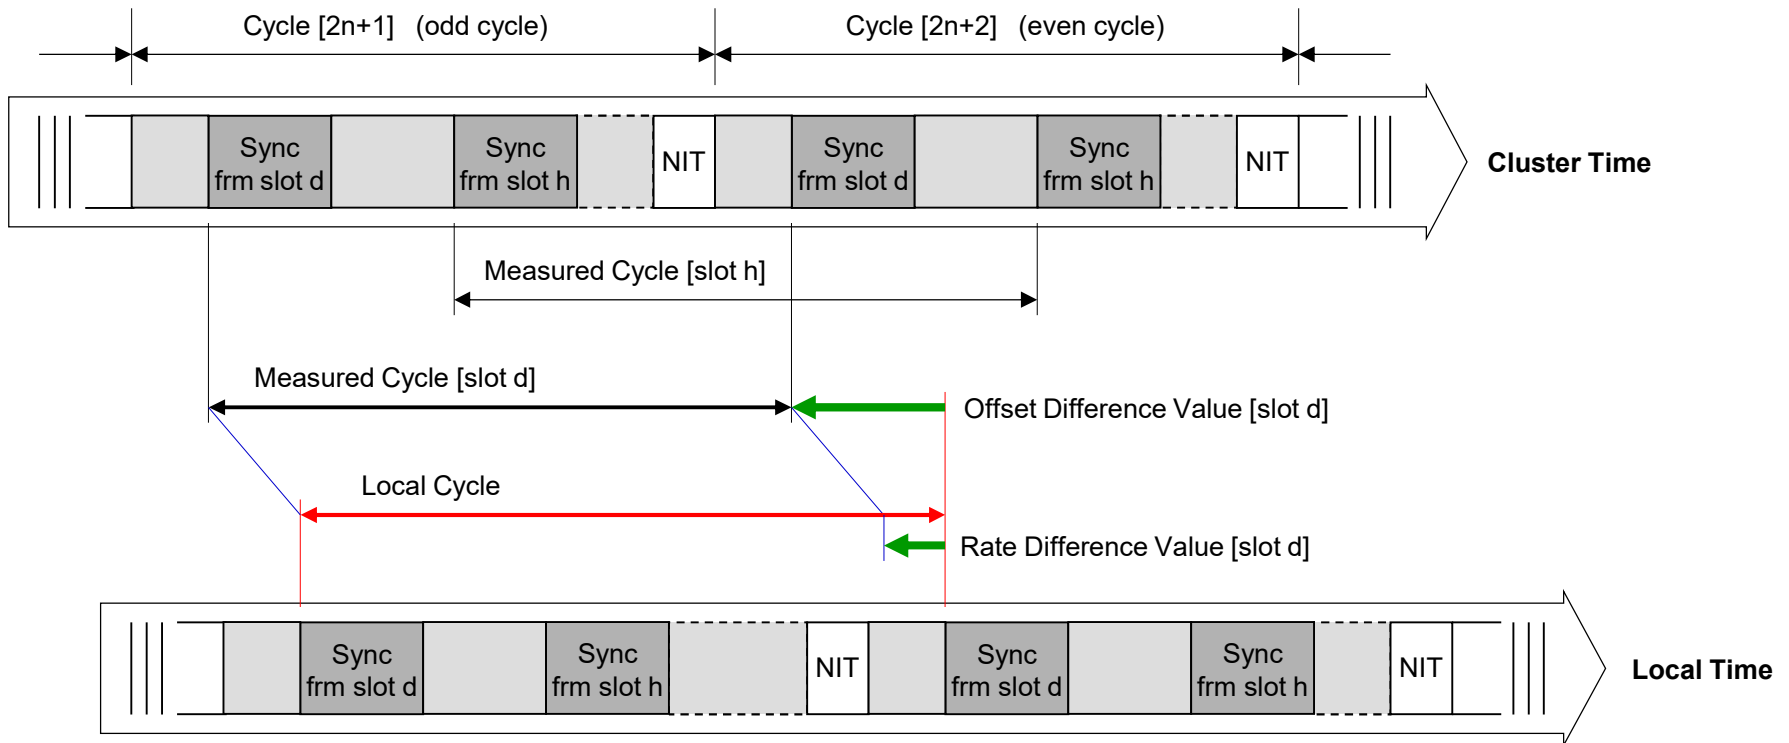 Cycle [2n+1] (odd cycle)
Cycle [2n+2] (even cycle)
Sync
frm slot d
Sync
frm slot h
NIT
Sync
frm slot d
Sync
frm slot h
NIT
Cluster Time
Measured Cycle [slot h]
Measured Cycle [slot d]
Offset Difference Value [slot d]
Local Cycle
Rate Difference Value [slot d]
Sync
frm slot d
Sync
frm slot h
NIT
Sync
frm slot d
Sync
frm slot h
NIT
Local Time